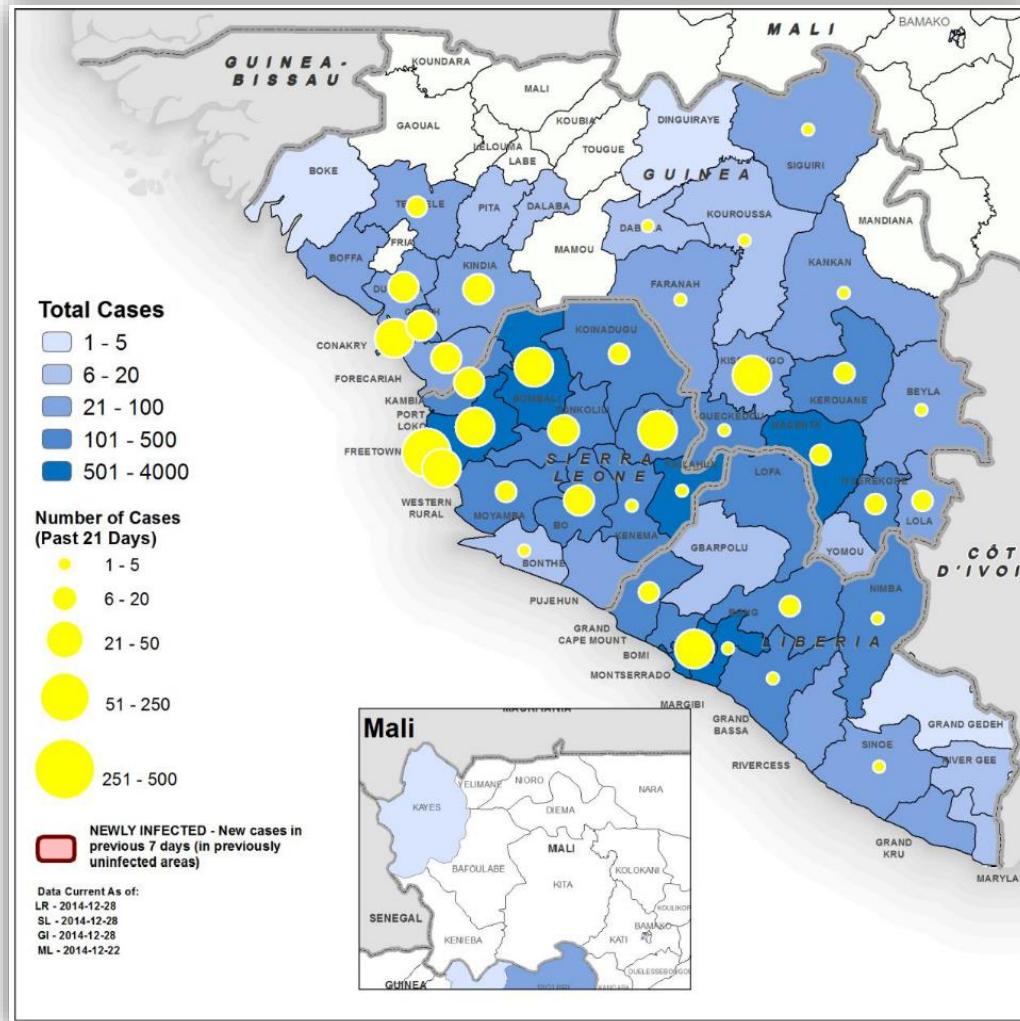 BAMAKO
MALI
GUINEA-
BISSAU
KOUNDARA
MALI
GAOUAL
KOUBIA
DINGUIRAYE
LELOUMA
LABE
TOUGUE
SIGUIRI
BOKE
GUINEA
PITA
DALABA
KOUROUSSA
MANDIANA
FRIA
MAMOU
BOFFA
KINDIA
KANKAN
FARANAH
Total Cases
1 - 5
6 - 20
21 - 100
101 - 500
501 - 4000
KOINADUGU
CONAKRY
FORECARIAH
KEROUANE
BEYLA
KAMBIA
PORT
LOKO
FREETOWN
SIERRA
LEONE
LOFA
WESTERN
RURAL
MOYAMBA
BO
KENEMA
LOLA
GBARPOLU
YOMOU
CÔT
D'IVOI
BONTHE
NIMBA
PUJEHUN
GRAND
CAPE MOUNT
LIBERIA
BOMI
MONTSERRADO
MARGIBI
GRAND
BASSA
RIVERCESS
GRAND GEDEH
SINOE
RIVER GEE
GRAND
KRU
MARYLA
Number of Cases
(Past 21 Days)
1 - 5
6 - 20
21 - 50
51 - 250
251 - 500
NEWLY INFECTED - New cases in
previous 7 days (in previously
uninfected areas)
Data Current As of:
LR - 2014-12-28
SL - 2014-12-28
GI - 2014-12-28
ML - 2014-12-22
Mali
YELIMANE
NIORO
NARA
KAYES
DIEMA
BAFOULABE
MALI
KITA
KOLOKANI
SENEGAL
BAMAKO
KATI
KENIEBA
GUINEA